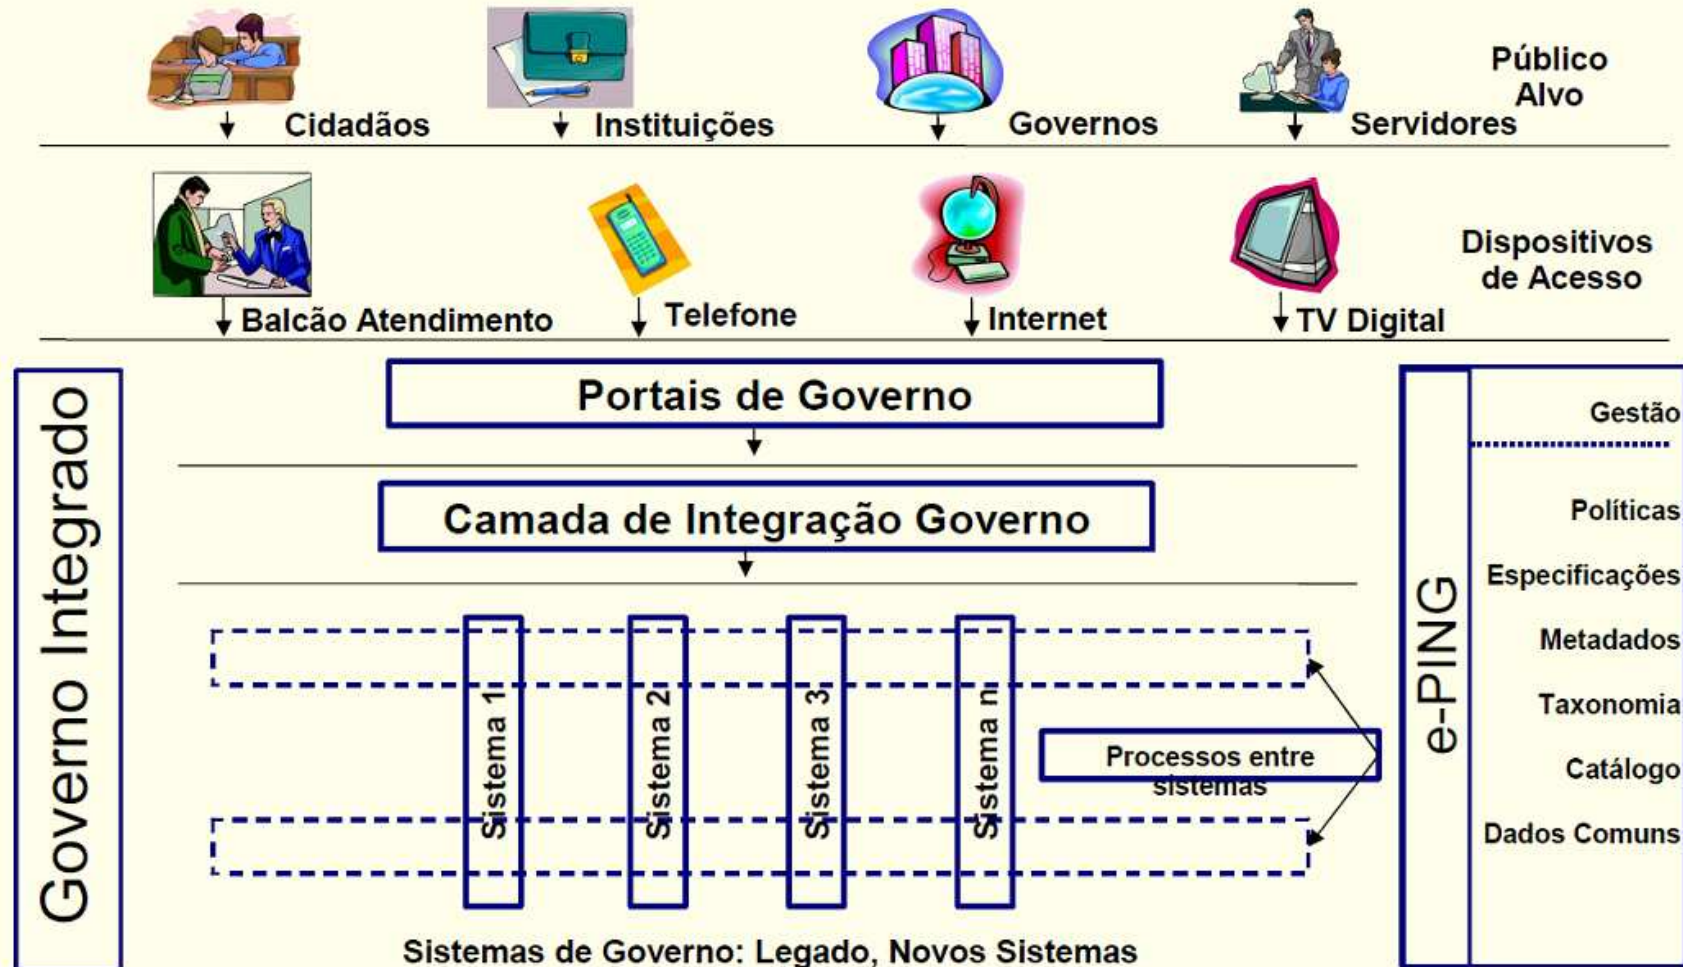 Público
Alvo
Cidadãos
Instituições
Governos
Servidores
Dispositivos
de Acesso
Balcão Atendimento
Telefone
Internet
TV Digital
Governo Integrado
Portais de Governo
Camada de Integração Governo
Sistema 1
Sistema 2
Sistema 3
Sistema n
Processos entre
sistemas
Sistemas de Governo: Legado, Novos Sistemas
e-PING
Gestão
Políticas
Especificações
Metadados
Taxonomia
Catálogo
Dados Comuns